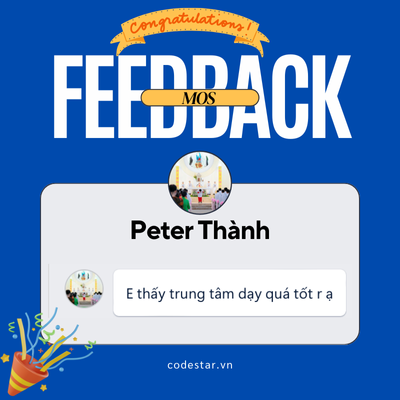 Congratulations!
FEEDBACK
MOS
Peter Thành
E thấy trung tâm dạy quá tốt r ạ
codestar.vn